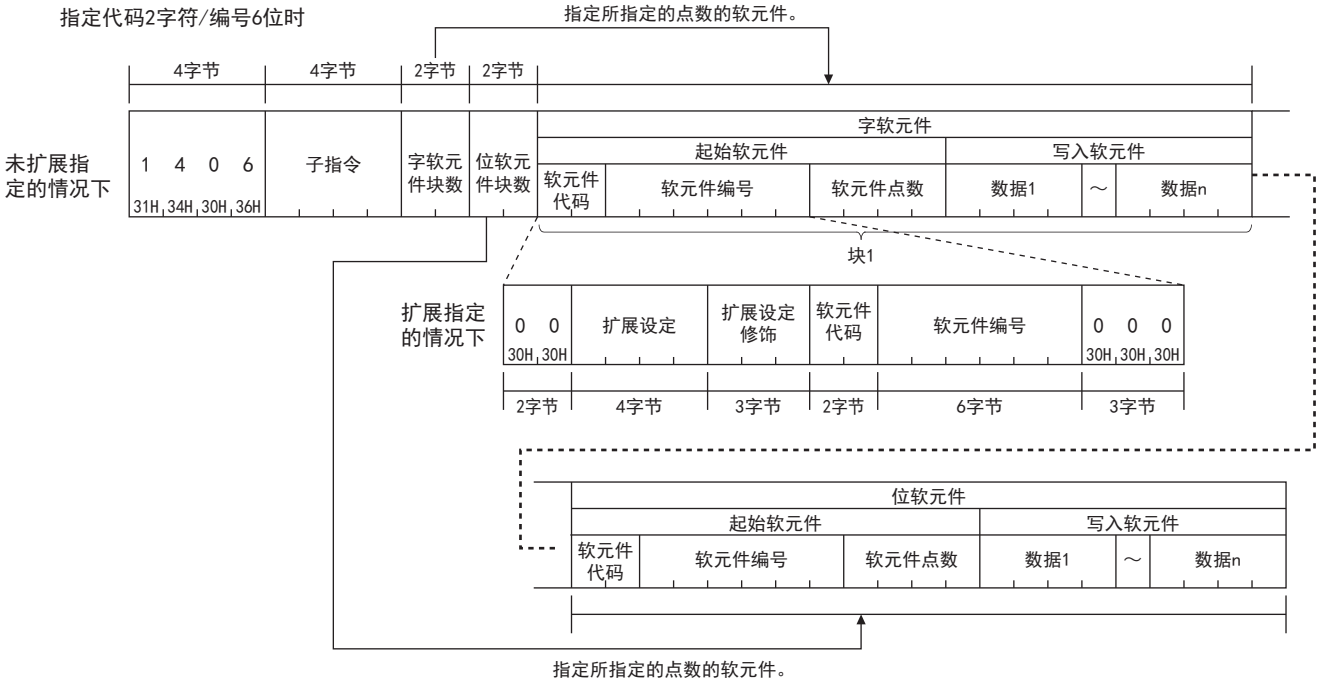 指定代码2字符/编号6位时
指定所指定的点数的软元件。
4字节 4字节 2字节 2字节
未扩展指
定的情况下
1 4 0 6
31H 34H 30H 36H
子指令
字软元
件块数
位软元
件块数
字软元件
起始软元件 写入软元件
软元件
代码
软元件编号 软元件点数 数据1 ～ 数据n
块1
扩展指定
的情况下
0 0
30H 30H
扩展设定
扩展设定
修饰
软元件
代码
软元件编号
0 0 0
30H 30H 30H
2字节 4字节 3字节 2字节 6字节 3字节
位软元件
起始软元件 写入软元件
软元件
代码
软元件编号 软元件点数 数据1 ～ 数据n
指定所指定的点数的软元件。